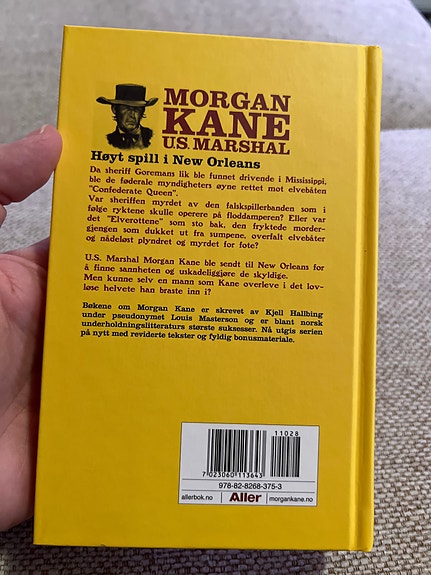 MORGAN
KANE
U.S. MARSHAL
Høyt spill i New Orleans
Da sheriff Goremans lik ble funnet drivende i Mississippi,
ble de føderale myndigheters øyne rettet mot elvebåten
"Confederate Queen".
Var sheriffen myrdet av den falskspillerbanden som i
følge ryktene skulle operere på floddamperen? Eller var
det "Elverottene" som sto bak, den fryktede morder-
gjengen som dukket ut fra sumpene, overfalt elvebåter
og nådeløst plyndret og myrdet for fote?
U.S. Marshal Morgan Kane ble sendt til New Orleans for
å finne sannheten og uskadeliggjøre de skyldige.
Men kunne selv en mann som Kane overleve i det lov-
løse helvete han braste inn i?
Bøkene om Morgan Kane er skrevet av Kjell Hallbing
under pseudonymet Louis Masterson og er blant norsk
underholdningslitteraturs største suksesser. Nå utgis serien
på nytt med reviderte tekster og fyldig bonusmateriale.
11028
7 023060 113643
978-82-8268-375-3
allerbok.no Aller morgankane.no